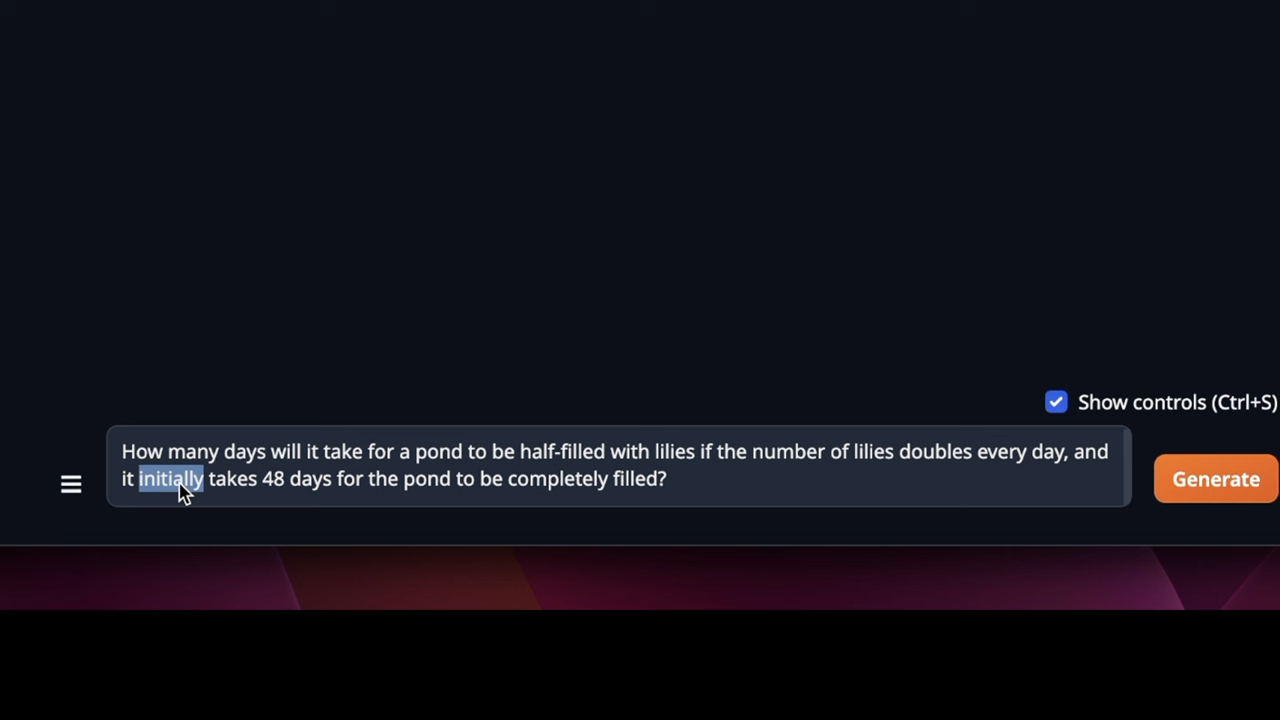 Show controls (Ctrl+S)
How many days will it take for a pond to be half-filled with lilies if the number of lilies doubles every day, and
it initially takes 48 days for the pond to be completely filled?
Generate